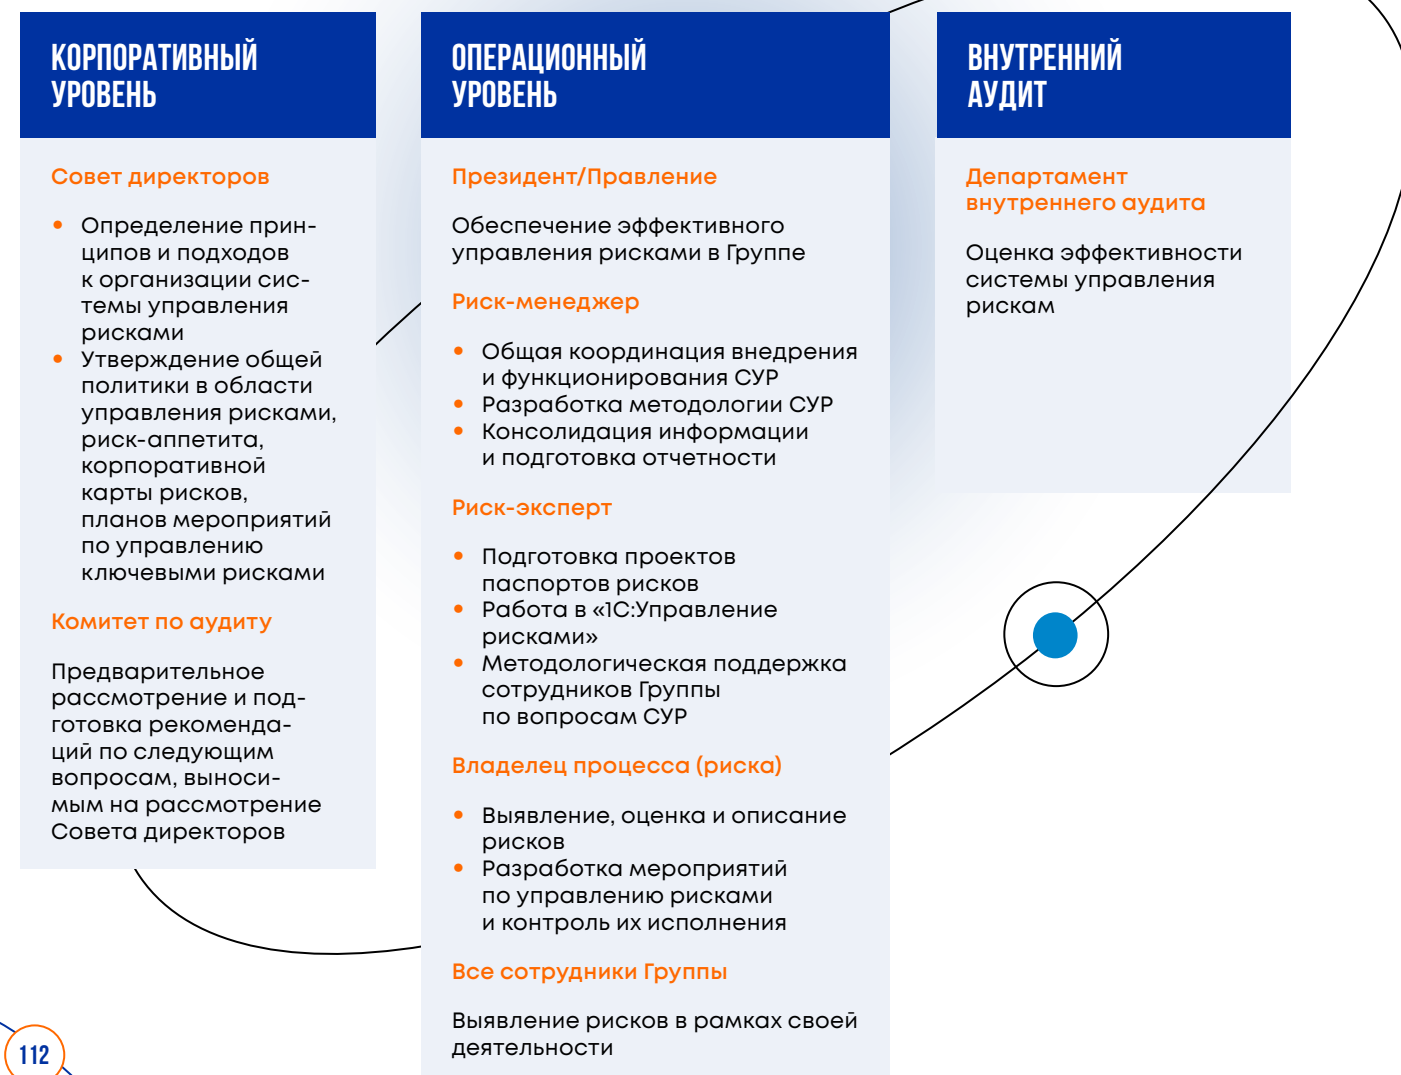 КОРПОРАТИВНЫЙ
УРОВЕНЬ
Совет директоров
• Определение прин-
ципов и подходов
к организации сис-
темы управления
рисками
• Утверждение общей
политики в области
управления рисками,
риск-аппетита,
корпоративной
карты рисков,
планов мероприятий
по управлению
ключевыми рисками
Комитет по аудиту
Предварительное
рассмотрение и под-
готовка рекоменда-
ций по следующим
вопросам, выноси-
мым на рассмотрение
Совета директоров
ОПЕРАЦИОННЫЙ
УРОВЕНЬ
Президент/Правление
Обеспечение эффективного
управления рисками в Группе
Риск-менеджер
• Общая координация внедрения
и функционирования СУР
• Разработка методологии СУР
• Консолидация информации
и подготовка отчетности
Риск-эксперт
• Подготовка проектов
паспортов рисков
• Работа в «1С:Управление
рисками»
• Методологическая поддержка
сотрудников Группы
по вопросам СУР
Владелец процесса (риска)
• Выявление, оценка и описание
рисков
• Разработка мероприятий
по управлению рисками
и контроль их исполнения
Все сотрудники Группы
Выявление рисков в рамках своей
деятельности
ВНУТРЕННИЙ
АУДИТ
Департамент
внутреннего аудита
Оценка эффективности
системы управления
рискам
112